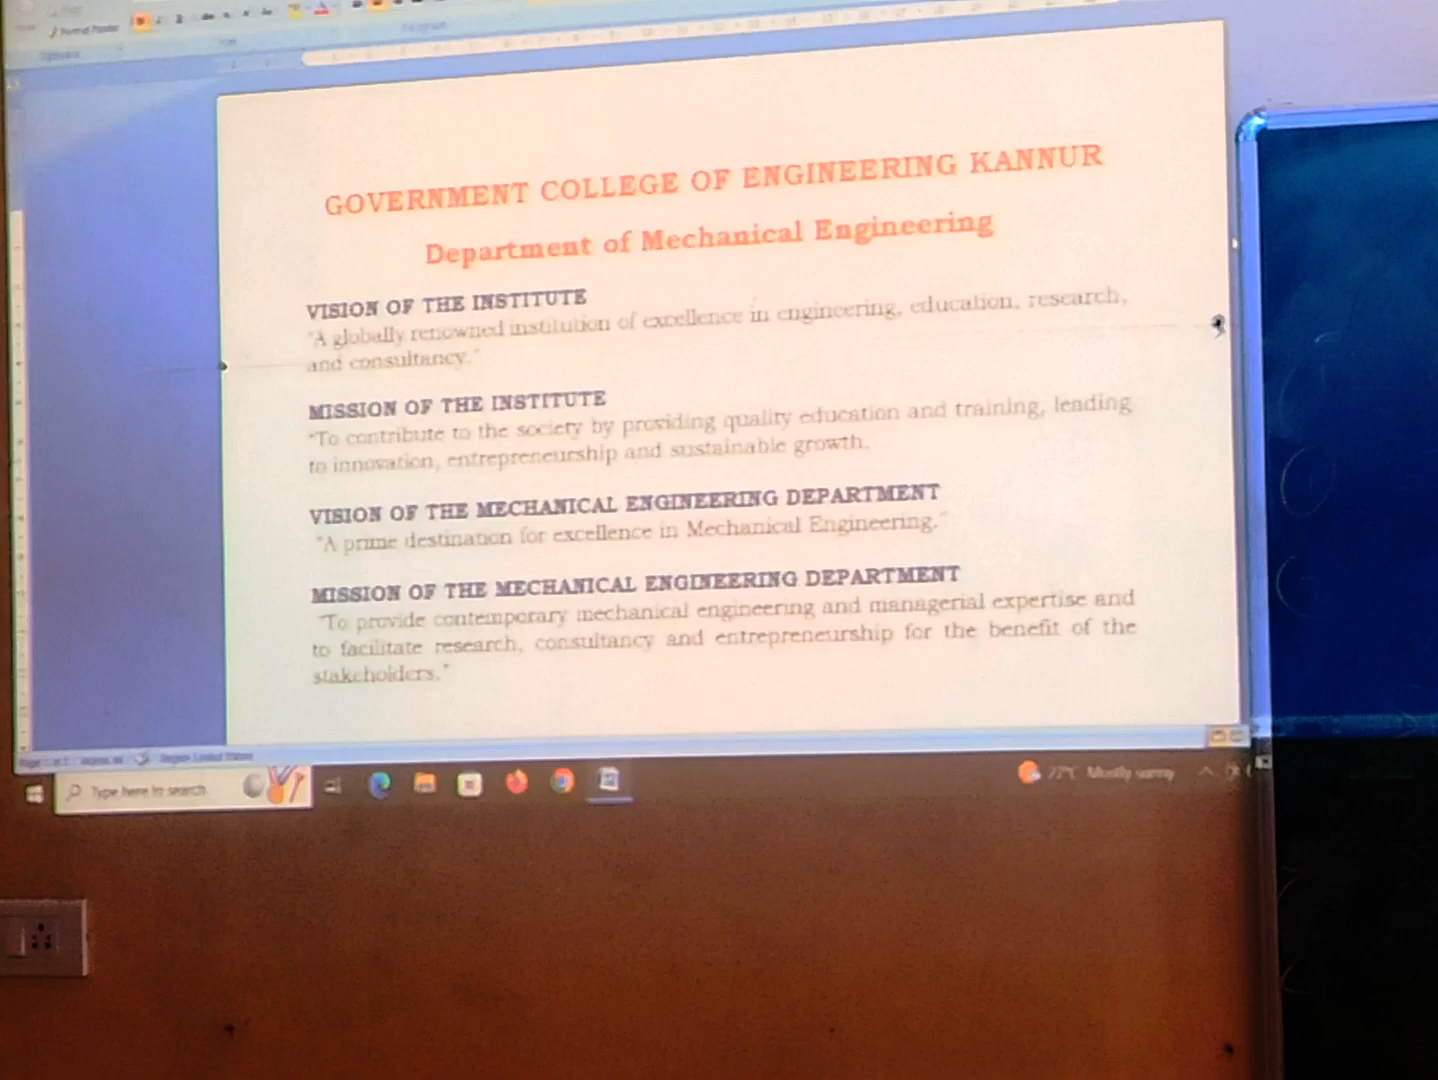 Format Painter
GOVERNMENT COLLEGE OF ENGINEERING KANNUR
Department of Mechanical Engineering
VISION OF THE INSTITUTE
"A globally renowned institution of excellence in engineering, education, research,
and consultancy."
MISSION OF THE INSTITUTE
"To contribute to the society by providing quality education and training, leading
to innovation, entrepreneurship and sustainable growth.
VISION OF THE MECHANICAL ENGINEERING DEPARTMENT
"A prime destination for excellence in Mechanical Engineering."
MISSION OF THE MECHANICAL ENGINEERING DEPARTMENT
"To provide contemporary mechanical engineering and managerial expertise and
to facilitate research, consultancy and entrepreneurship for the benefit of the
stakeholders."
Type here to search
Mostly sunny